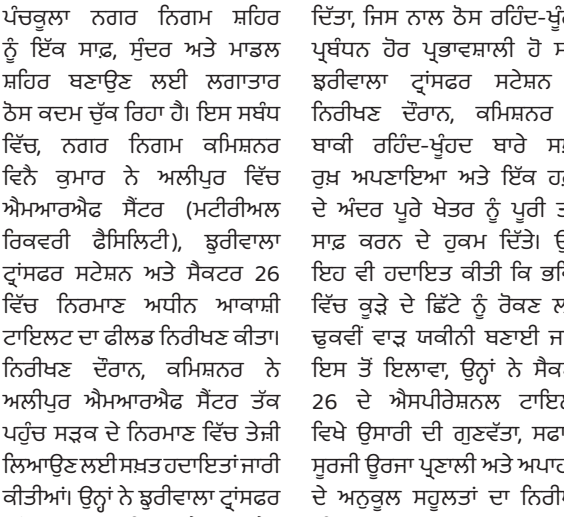 ਪੰਚਕੂਲਾ ਨਗਰ ਨਿਗਮ ਸ਼ਹਿਰ
ਨੂੰ ਇੱਕ ਸਾਫ਼, ਸੁੰਦਰ ਅਤੇ ਮਾਡਲ
ਸ਼ਹਿਰ ਬਣਾਉਣ ਲਈ ਲਗਾਤਾਰ
ਠੋਸ ਕਦਮ ਚੁੱਕ ਰਿਹਾ ਹੈ। ਇਸ ਸਬੰਧ
ਵਿੱਚ, ਨਗਰ ਨਿਗਮ ਕਮਿਸ਼ਨਰ
ਵਿਨੈ ਕੁਮਾਰ ਨੇ ਅਲੀਪੁਰ ਵਿੱਚ
ਐਮਆਰਐਫ ਸੈਂਟਰ (ਮਟੀਰੀਅਲ
ਰਿਕਵਰੀ ਫੈਸਿਲਿਟੀ), ਝੁਰੀਵਾਲਾ
ਟ੍ਰਾਂਸਫਰ ਸਟੇਸ਼ਨ ਅਤੇ ਸੈਕਟਰ 26
ਵਿੱਚ ਨਿਰਮਾਣ ਅਧੀਨ ਆਕਾਸ਼ੀ
ਟਾਇਲਟ ਦਾ ਫੀਲਡ ਨਿਰੀਖਣ ਕੀਤਾ।
ਨਿਰੀਖਣ ਦੌਰਾਨ, ਕਮਿਸ਼ਨਰ ਨੇ
ਅਲੀਪੁਰ ਐਮਆਰਐਫ ਸੈਂਟਰ ਤੱਕ
ਪਹੁੰਚ ਸੜਕ ਦੇ ਨਿਰਮਾਣ ਵਿੱਚ ਤੇਜ਼ੀ
ਲਿਆਉਣ ਲਈ ਸਖ਼ਤ ਹਦਾਇਤਾਂ ਜਾਰੀ
ਕੀਤੀਆਂ। ਉਨ੍ਹਾਂ ਨੇ ਝੁਰੀਵਾਲਾ ਟ੍ਰਾਂਸਫਰ
ਦਿੱਤਾ, ਜਿਸ ਨਾਲ ਠੋਸ
ਪ੍ਰਬੰਧਨ ਹੋਰ ਪ੍ਰਭਾਵਸ਼ਾਲੀ ਹੋ
ਝੁਰੀਵਾਲਾ ਟ੍ਰਾਂਸਫਰ ਸਟੇਸ਼ਨ
ਨਿਰੀਖਣ ਦੌਰਾਨ, ਕਮਿਸ਼ਨਰ
ਬਾਕੀ ਰਹਿੰਦ-ਖੂੰਹਦ ਬਾਰੇ
ਰੁਖ਼ ਅਪਣਾਇਆ ਅਤੇ ਇੱਕ
ਦੇ ਅੰਦਰ ਪੂਰੇ ਖੇਤਰ ਨੂੰ ਪੂਰੀ
ਸਾਫ਼ ਕਰਨ ਦੇ ਹੁਕਮ ਦਿੱਤੇ।
ਇਹ ਵੀ ਹਦਾਇਤ ਕੀਤੀ ਕਿ
ਵਿੱਚ ਕੂੜੇ ਦੇ ਛਿੱਟੇ ਨੂੰ ਰੋਕਣ
ਢੁਕਵੀਂ ਵਾੜ ਯਕੀਨੀ ਬਣਾਈ
ਇਸ ਤੋਂ ਇਲਾਵਾ, ਉਨ੍ਹਾਂ ਨੇ
26 ਦੇ ਐਸਪੀਰੇਸ਼ਨਲ
ਵਿਖੇ ਉਸਾਰੀ ਦੀ ਗੁਣਵੱਤਾ,
ਸੂਰਜੀ ਊਰਜਾ ਪ੍ਰਣਾਲੀ ਅਤੇ
ਦੇ ਅਨੁਕੂਲ ਸਹੂਲਤਾਂ ਦਾ